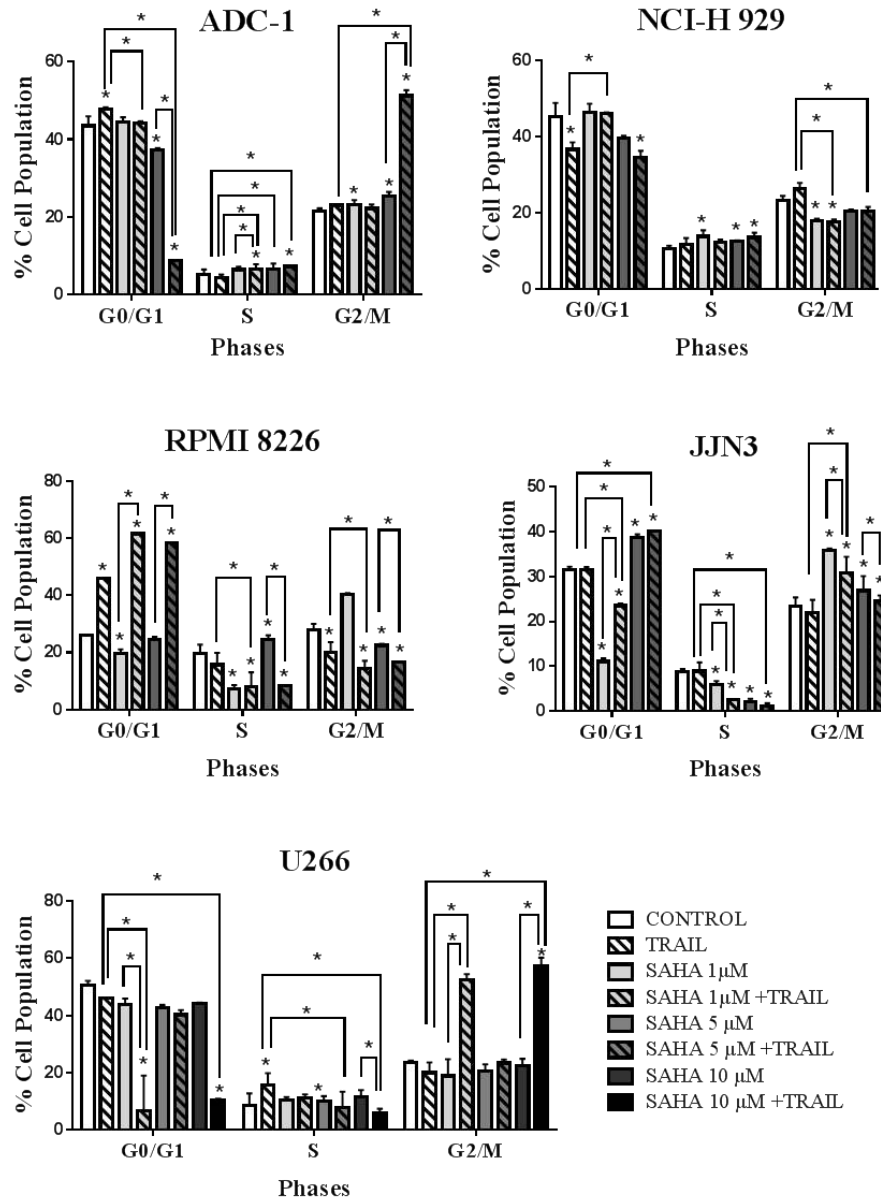 ADC-1
NCI-H 929
% Cell Population
60
40
20
0
G0/G1 S G2/M
Phases
% Cell Population
60
40
20
0
G0/G1 S G2/M
Phases
RPMI 8226
JJN3
% Cell Population
80
60
40
20
0
G0/G1 S G2/M
Phases
% Cell Population
50
40
30
20
10
0
G0/G1 S G2/M
Phases
U266
% Cell Population
80
60
40
20
0
G0/G1 S G2/M
Phases
CONTROL
TRAIL
SAHA 1µM
SAHA 1µM +TRAIL
SAHA 5 µM
SAHA 5 µM +TRAIL
SAHA 10 µM
SAHA 10 µM +TRAIL